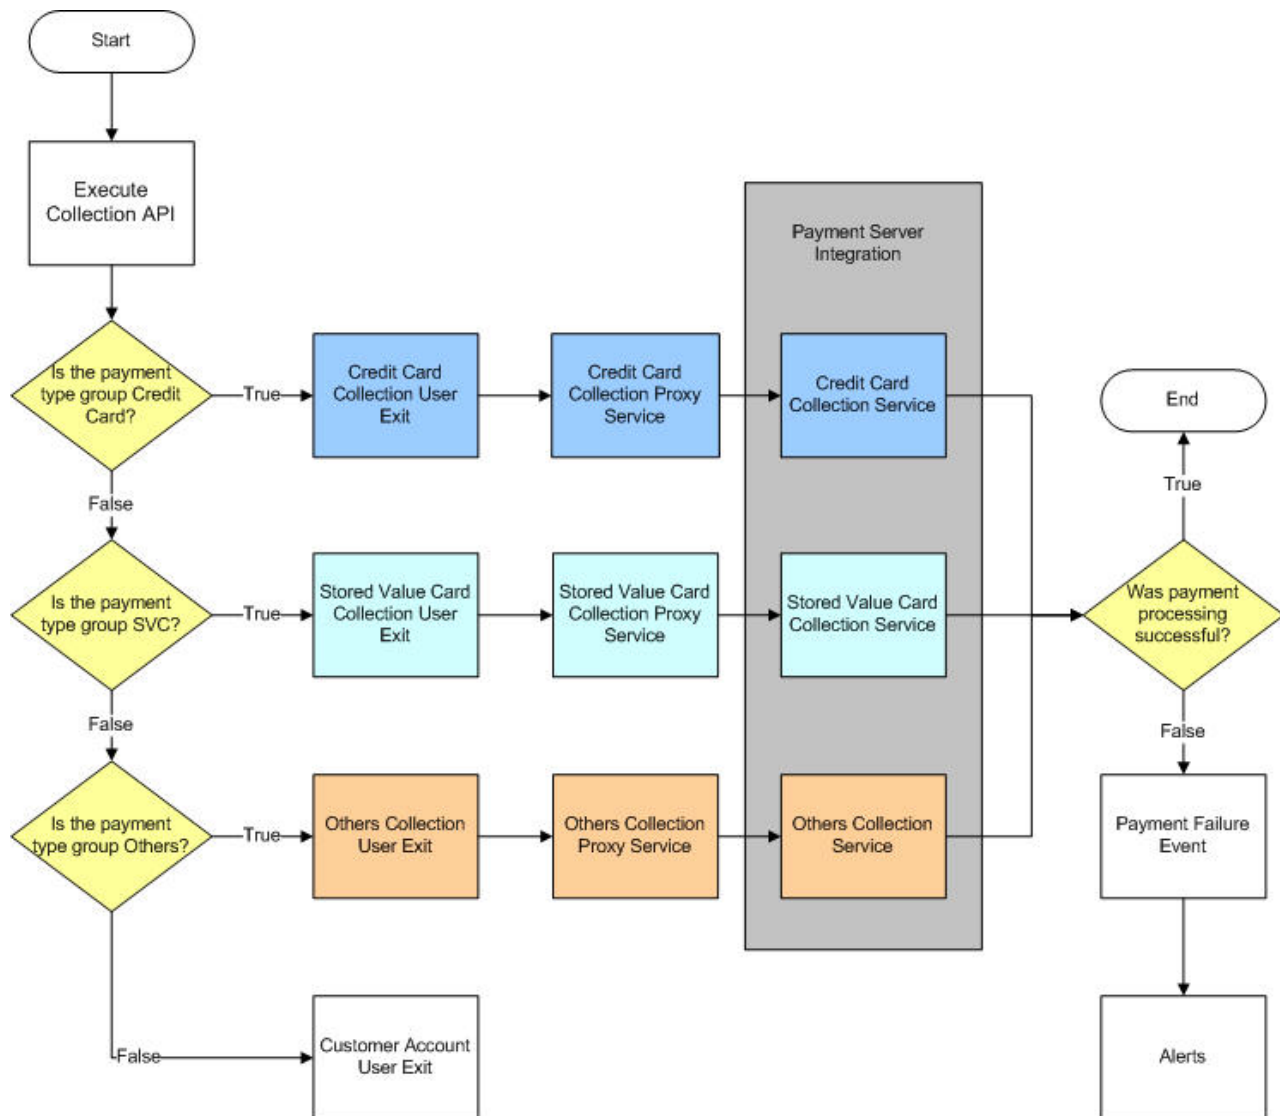 Start
Execute
Collection API
Payment Server
Integration
Is the payment
type group Credit
Card?
True
Credit Card
Collection User
Exit
Credit Card
Collection Proxy
Service
Credit Card
Collection Service
End
True
False
Is the payment
type group SVC?
True
Stored Value Card
Collection User
Exit
Stored Value Card
Collection Proxy
Service
Stored Value Card
Collection Service
Was payment
processing
successful?
False
False
Is the payment
type group Others?
True
Others Collection
User Exit
Others Collection
Proxy Service
Others Collection
Service
Payment Failure
Event
False
Customer Account
User Exit
Alerts